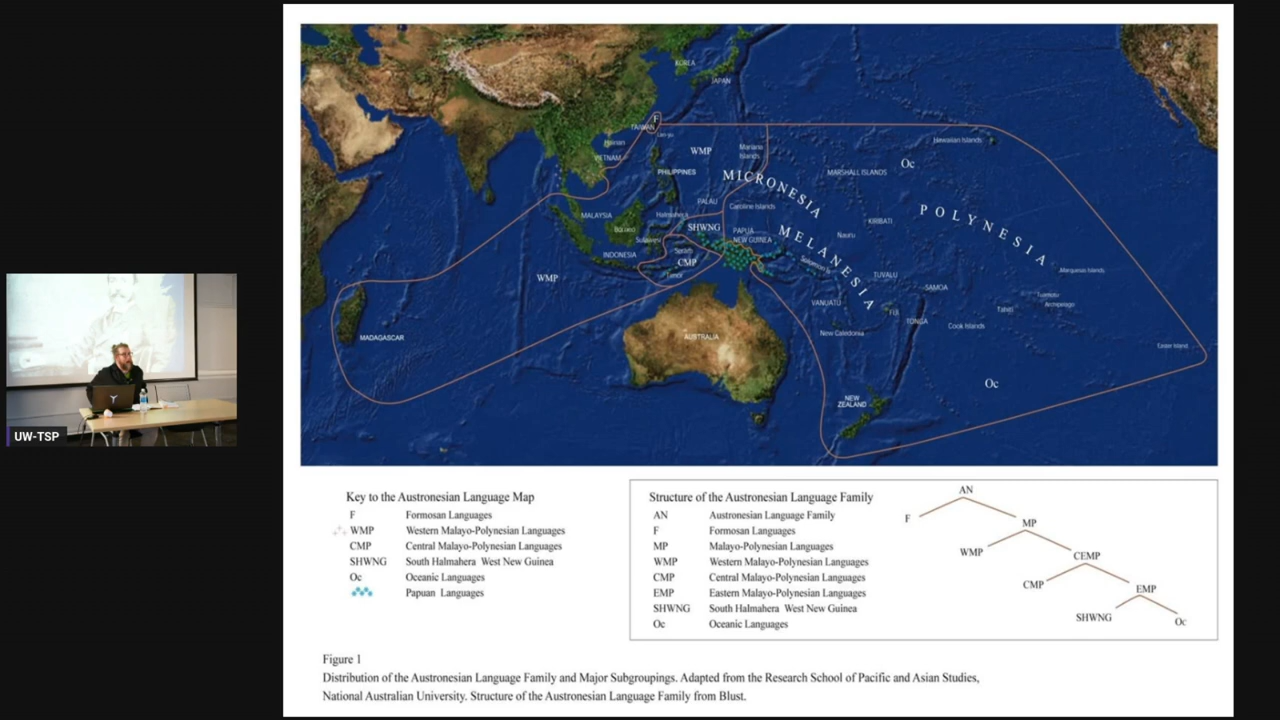 KOREA
JAPAN
F
TAIWAN
Lan-yu
Hainan
VIETNAM
WMP
Mariana
Islands
PHILIPPINES
MICRONESIA
MARSHALL ISLANDS
Oc
Hawaiian Islands
POLYNESIA
PALAU
Caroline Islands
MALAYSIA
Borneo
Halmahera
SHWNG
PAPUA
NEW GUINEA
MELANESIA
Nauru
KIRIBATI
Sulawesi
INDONESIA
Seram
CMP
Timor
Solomon Is
WMP
TUVALU
SAMOA
Marquesas Islands
Tuamotu
Archipelago
VANUATU
FIJI
TONGA
Tahiti
Cook Islands
New Caledonia
Easter Island
MADAGASCAR
AUSTRALIA
NEW
ZEALAND
Oc
UW-TSP
Key to the Austronesian Language Map
F Formosan Languages
WMP Western Malayo-Polynesian Languages
CMP Central Malayo-Polynesian Languages
SHWNG South Halmahera West New Guinea
Oc Oceanic Languages
Papuan Languages
Structure of the Austronesian Language Family
AN Austronesian Language Family
F Formosan Languages
MP Malayo-Polynesian Languages
WMP Western Malayo-Polynesian Languages
CMP Central Malayo-Polynesian Languages
EMP Eastern Malayo-Polynesian Languages
SHWNG South Halmahera West New Guinea
Oc Oceanic Languages
AN
F
MP
WMP
CEMP
CMP
EMP
SHWNG
Oc
Figure 1
Distribution of the Austronesian Language Family and Major Subgroupings. Adapted from the Research School of Pacific and Asian Studies,
National Australian University. Structure of the Austronesian Language Family from Blust.